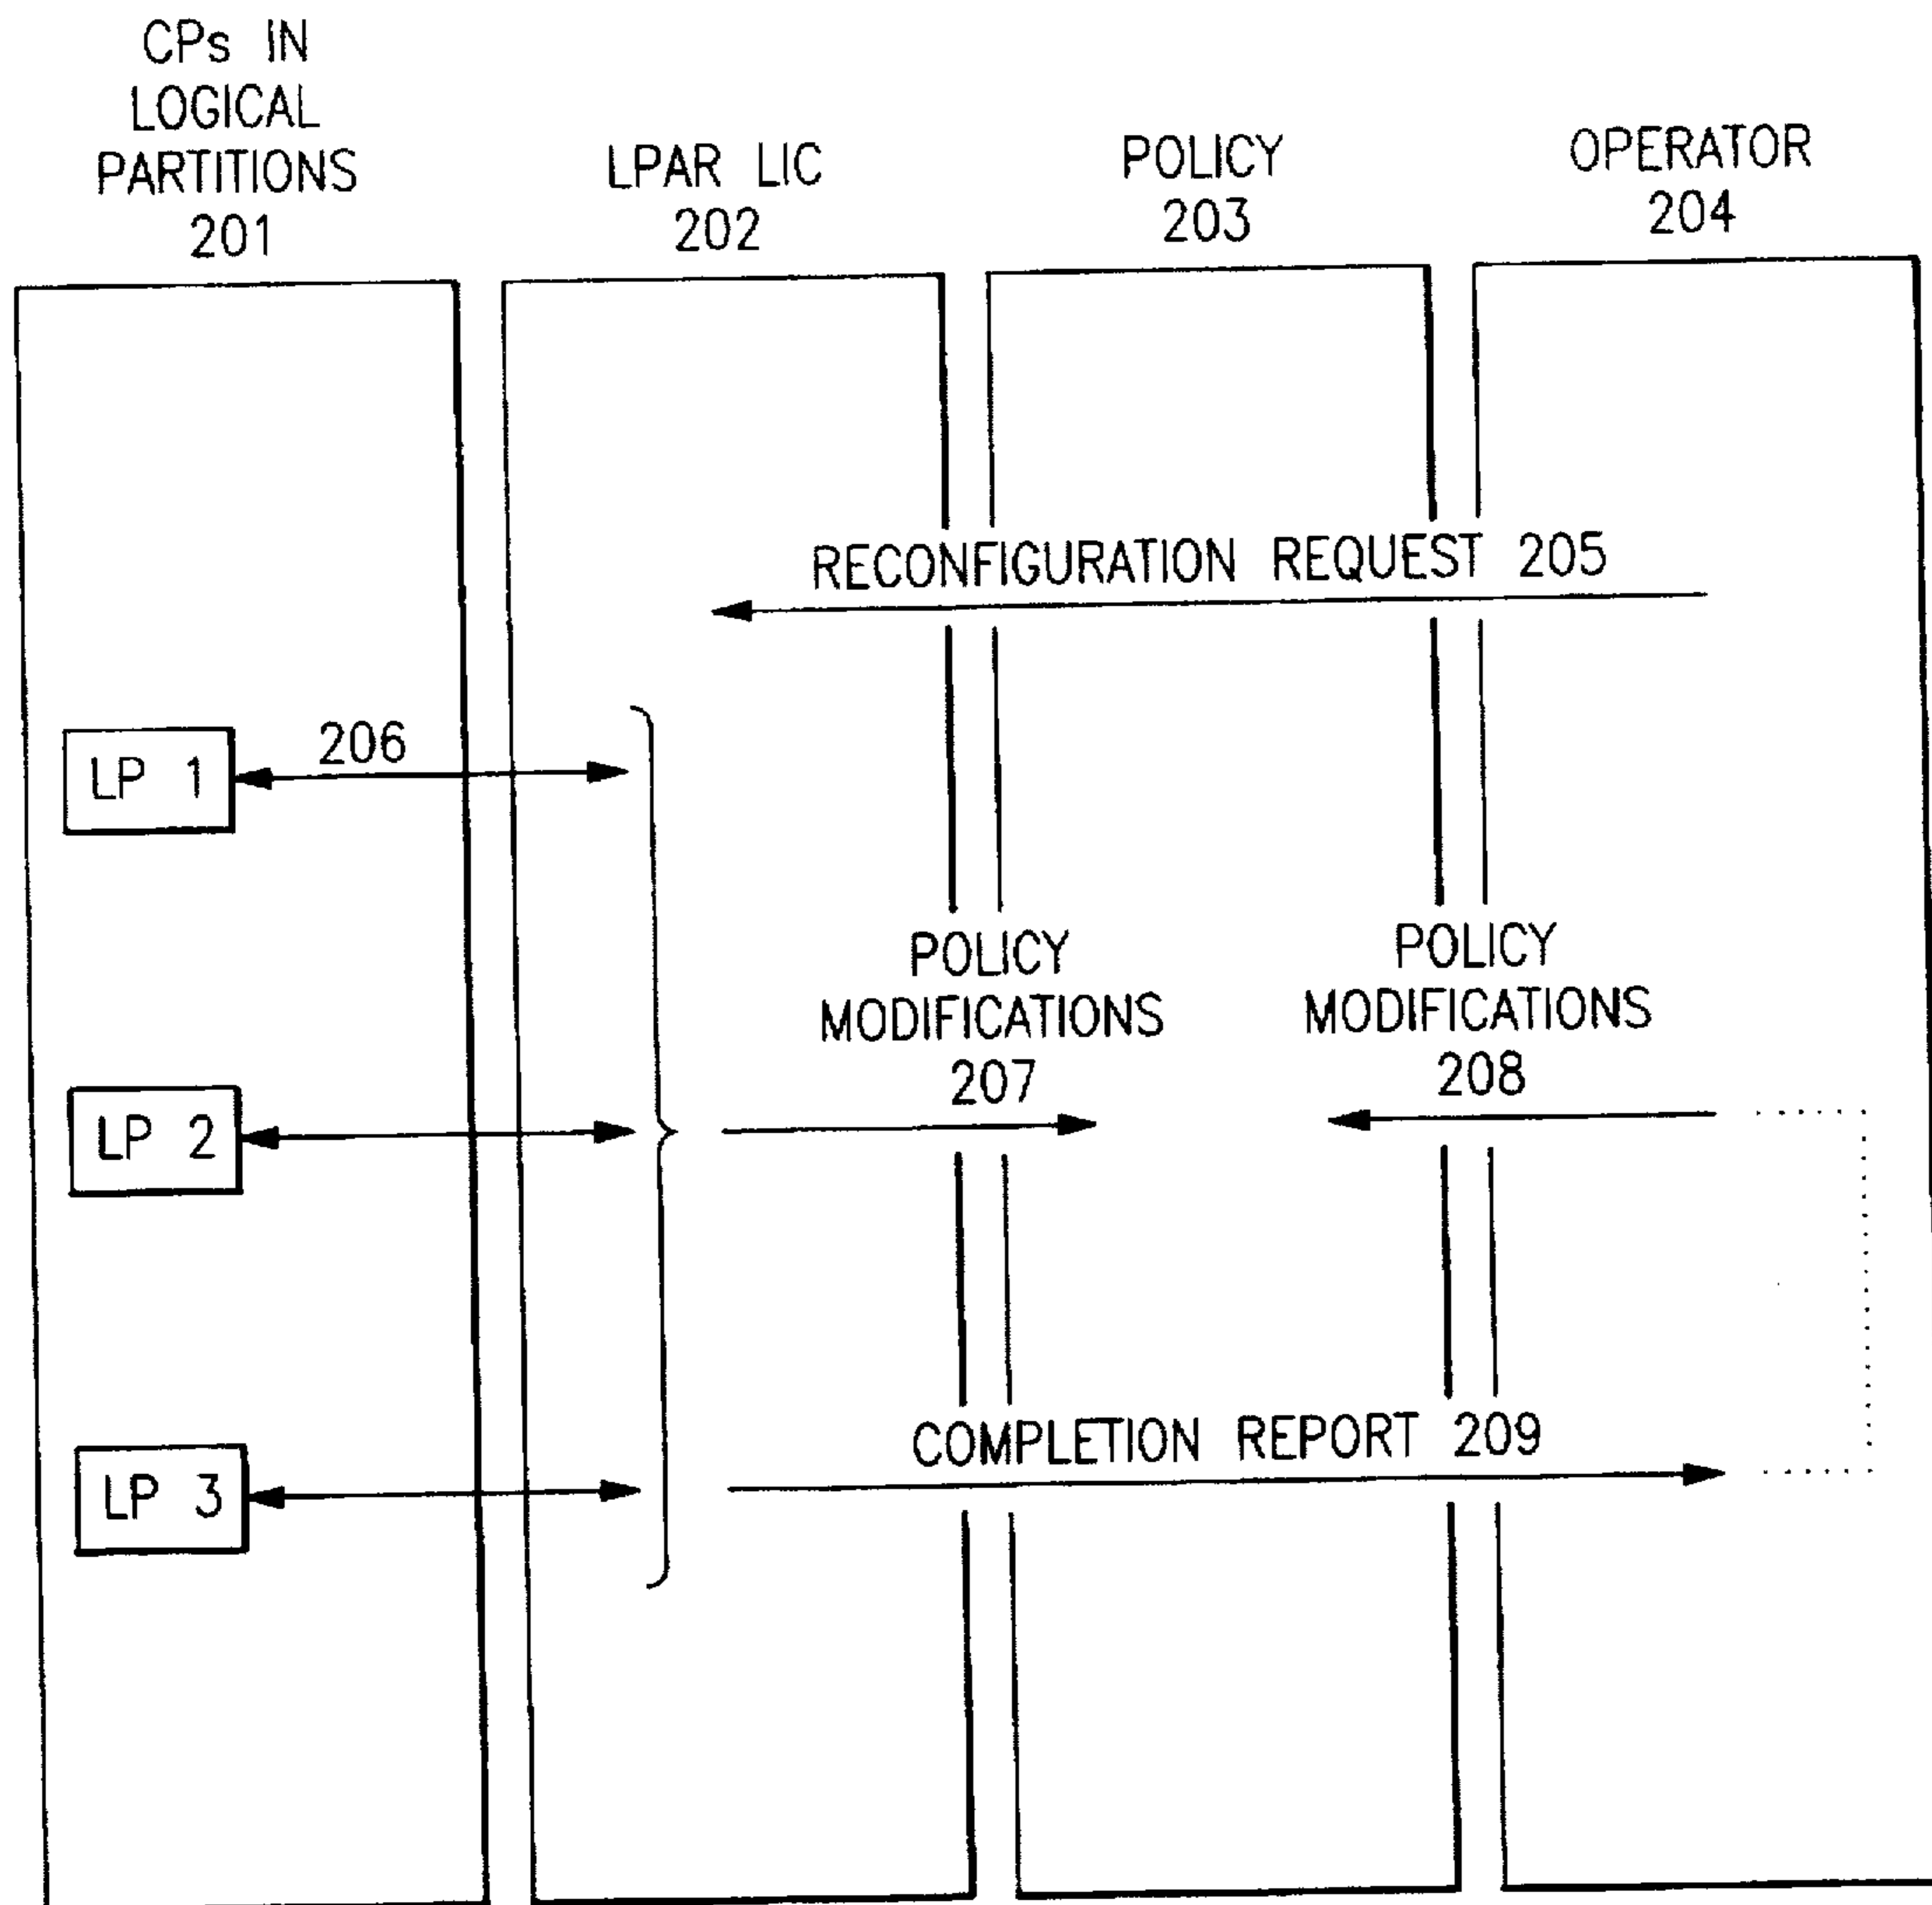 CPs IN
LOGICAL
PARTITIONS
201
LPAR LIC
202
POLICY
203
OPERATOR
204
RECONFIGURATION REQUEST 205
LP 1
206
POLICY
MODIFICATIONS
207
POLICY
MODIFICATIONS
208
LP 2
COMPLETION REPORT 209
LP 3